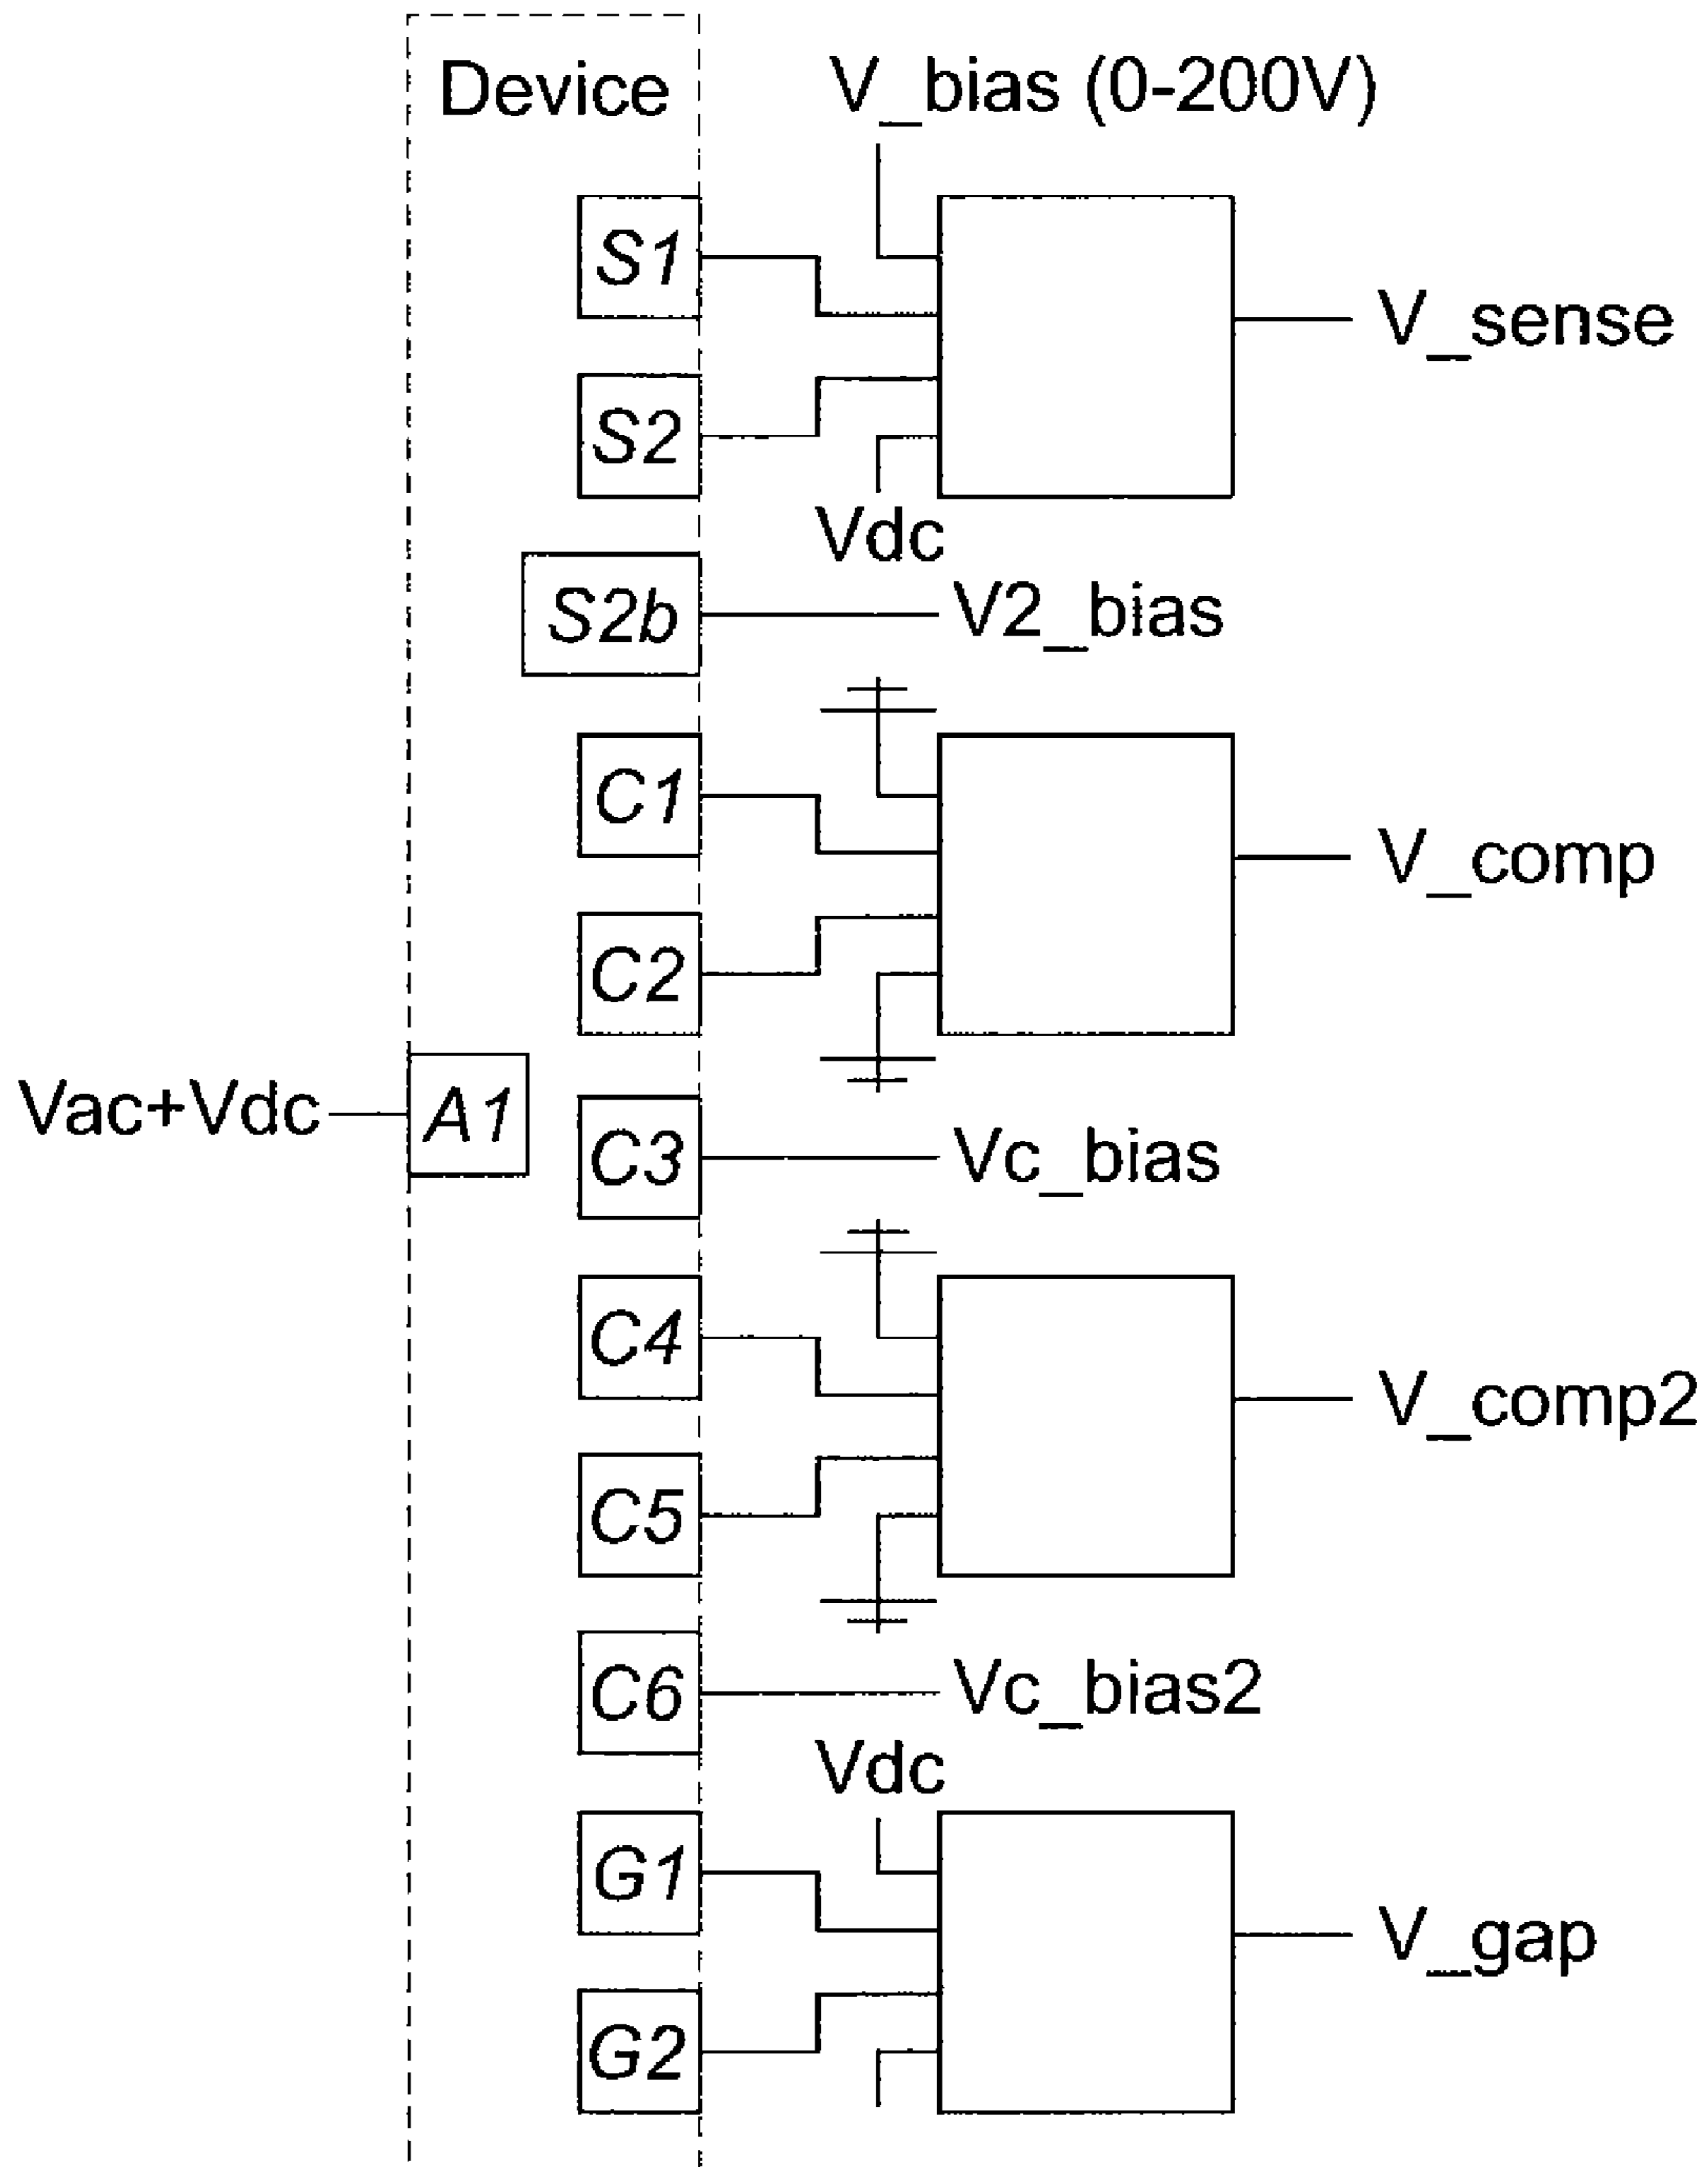 Device
V_bias (0-200V)
S1
V_sense
S2
Vdc
S2b
V2_bias
C1
V_comp
C2
Vac+Vdc
A1
C3
Vc_bias
C4
V_comp2
C5
C6
Vc_bias2
Vdc
G1
V_gap
G2